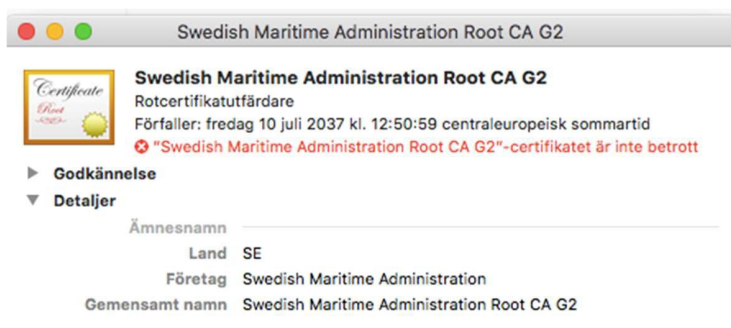 Swedish Maritime Administration Root CA G2
Certificate
Root
Swedish Maritime Administration Root CA G2
Rotcertifikatutfärdare
Förfaller: fredag 10 juli 2037 kl. 12:50:59 centraleuropeisk sommartid
"Swedish Maritime Administration Root CA G2"-certifikatet är inte betrott
Godkännelse
Detaljer
Ämnesnamn
Land SE
Företag Swedish Maritime Administration
Gemensamt namn Swedish Maritime Administration Root CA G2